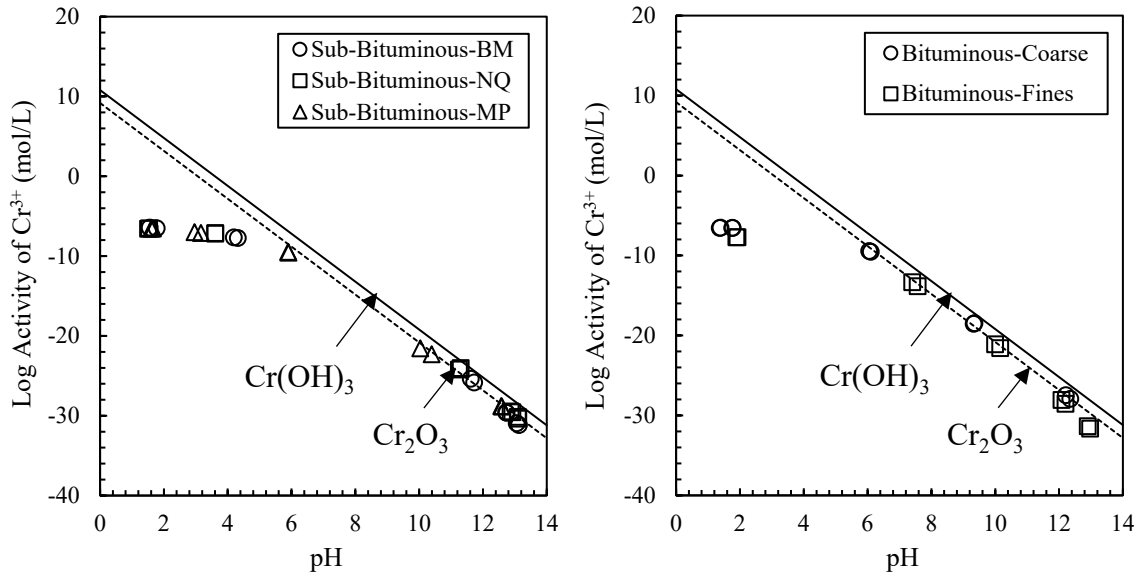 Log Activity of Cr³⁺ (mol/L)
20
10
0
-10
-20
-30
-40
Sub-Bituminous-BM
Sub-Bituminous-NQ
Sub-Bituminous-MP
Cr(OH)₃
Cr₂O₃
0 2 4 6 8 10 12 14
pH
Log Activity of Cr³⁺ (mol/L)
20
10
0
-10
-20
-30
-40
Bituminous-Coarse
Bituminous-Fines
Cr(OH)₃
Cr₂O₃
0 2 4 6 8 10 12 14
pH